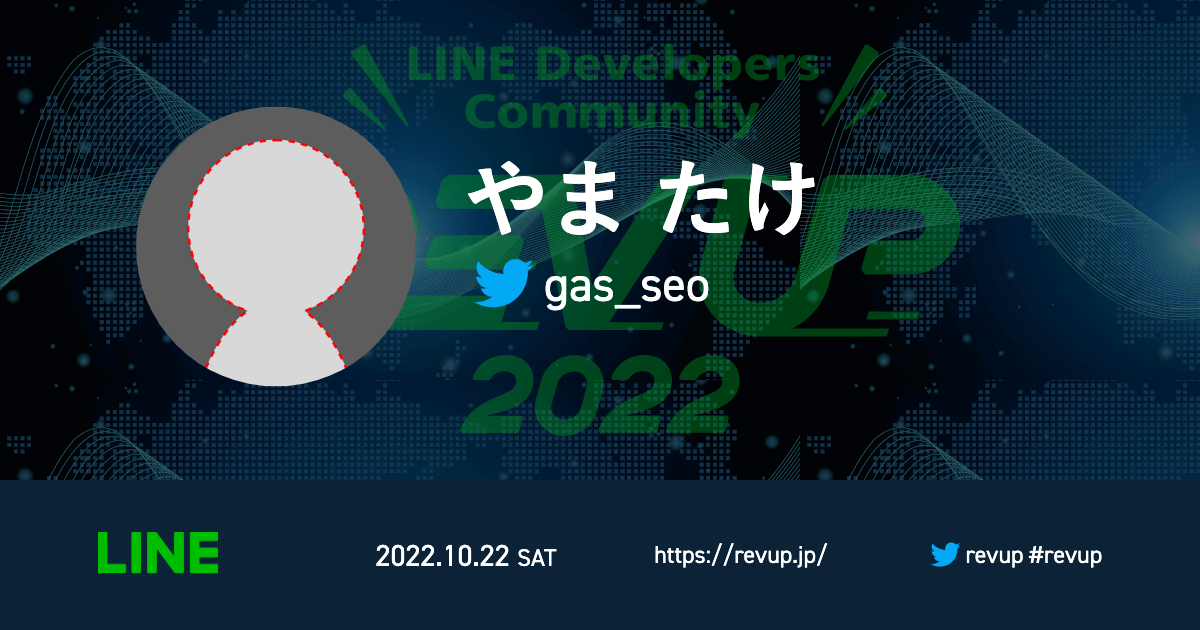 LINE Developers
Community
REVUP
2022
やま たけ
gas_seo
LINE
2022.10.22 SAT
https://revup.jp/
revup #revup